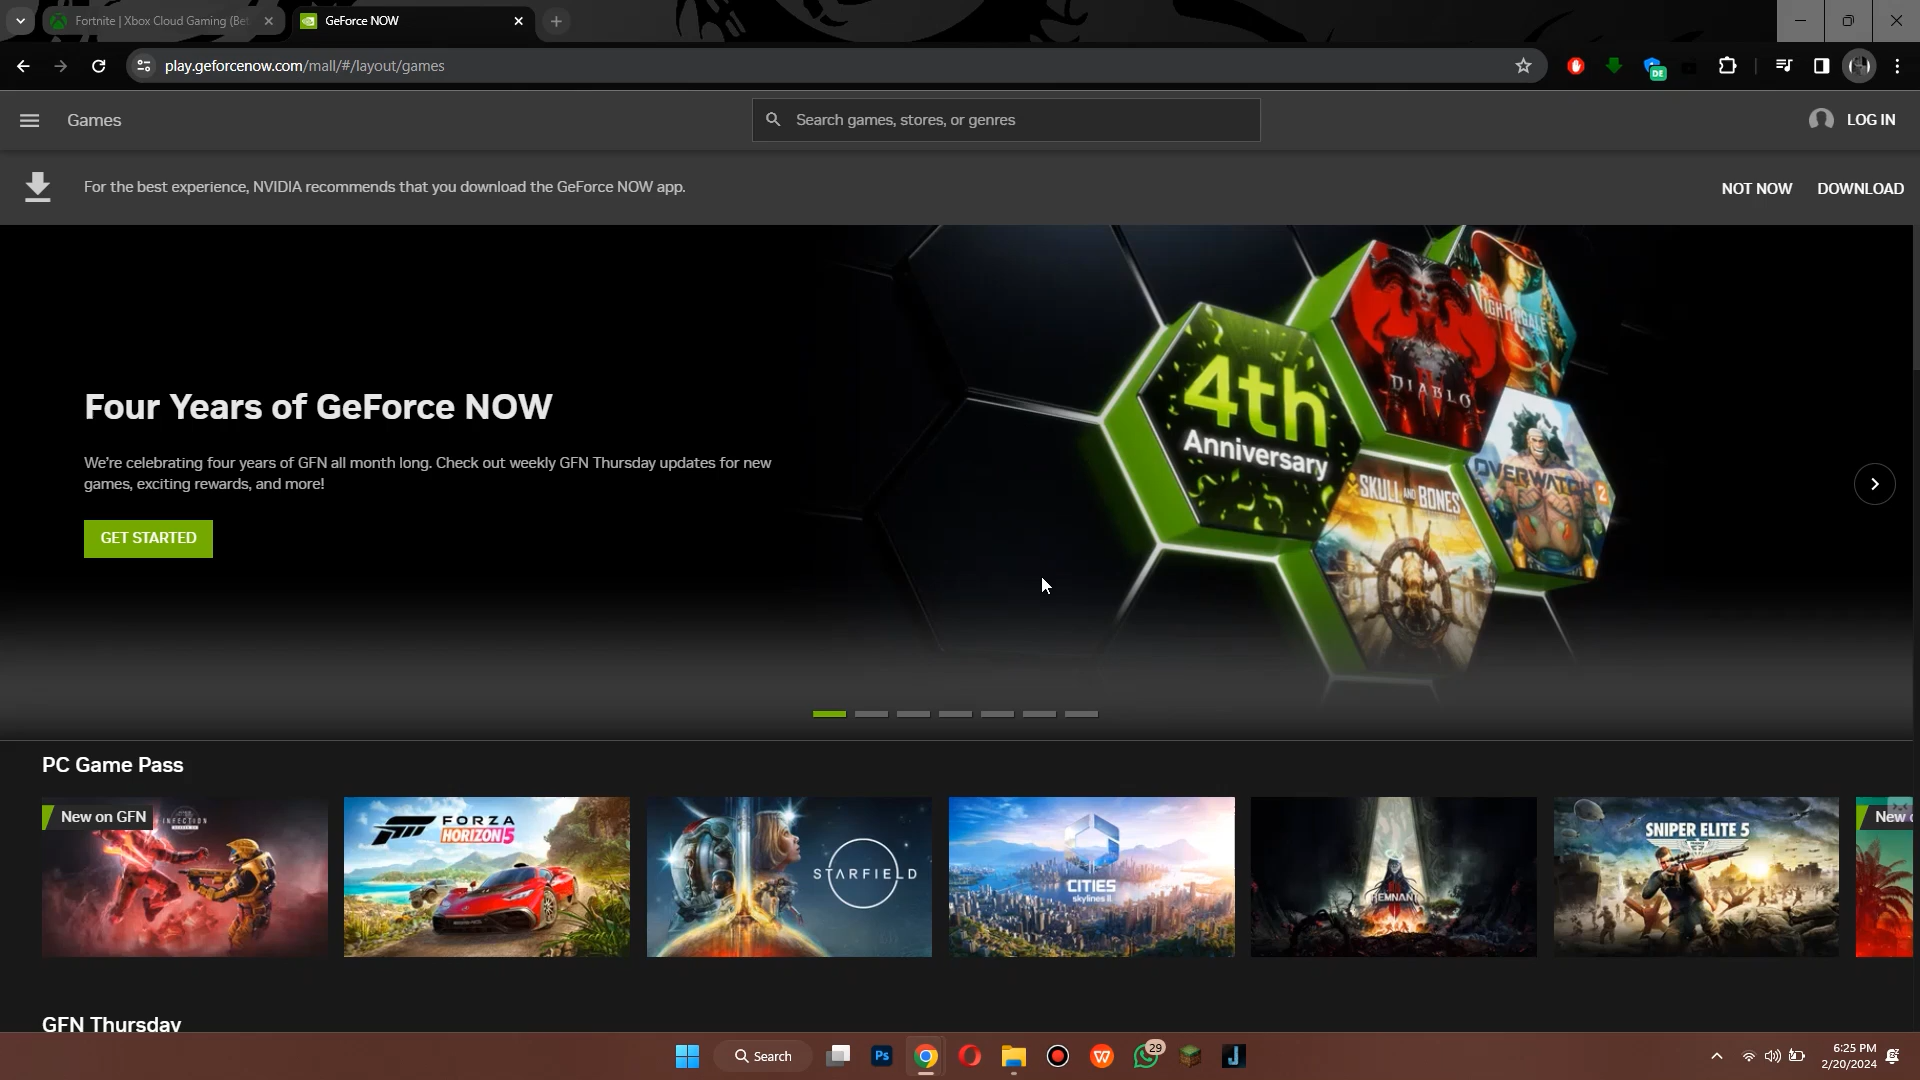 Fortnite | Xbox Cloud Gaming (Bet
GeForce NOW
play.geforcenow.com/mall/#/layout/games
DE
Games
Search games, stores, or genres
LOG IN
For the best experience, NVIDIA recommends that you download the GeForce NOW app.
NOT NOW
DOWNLOAD
Four Years of GeForce NOW
We're celebrating four years of GFN all month long. Check out weekly GFN Thursday updates for new
games, exciting rewards, and more!
GET STARTED
4th
Anniversary
DIABLO
NIGHTINGALE
OVERWATCH 2
SKULL AND BONES
PC Game Pass
New on GFN
INFECTION
FORZA
HORIZON 5
STARFIELD
CITIES
skylines II
REMNANT
SNIPER ELITE 5
New
GFN Thursday
Search
Ps
29
6:25 PM
2/20/2024